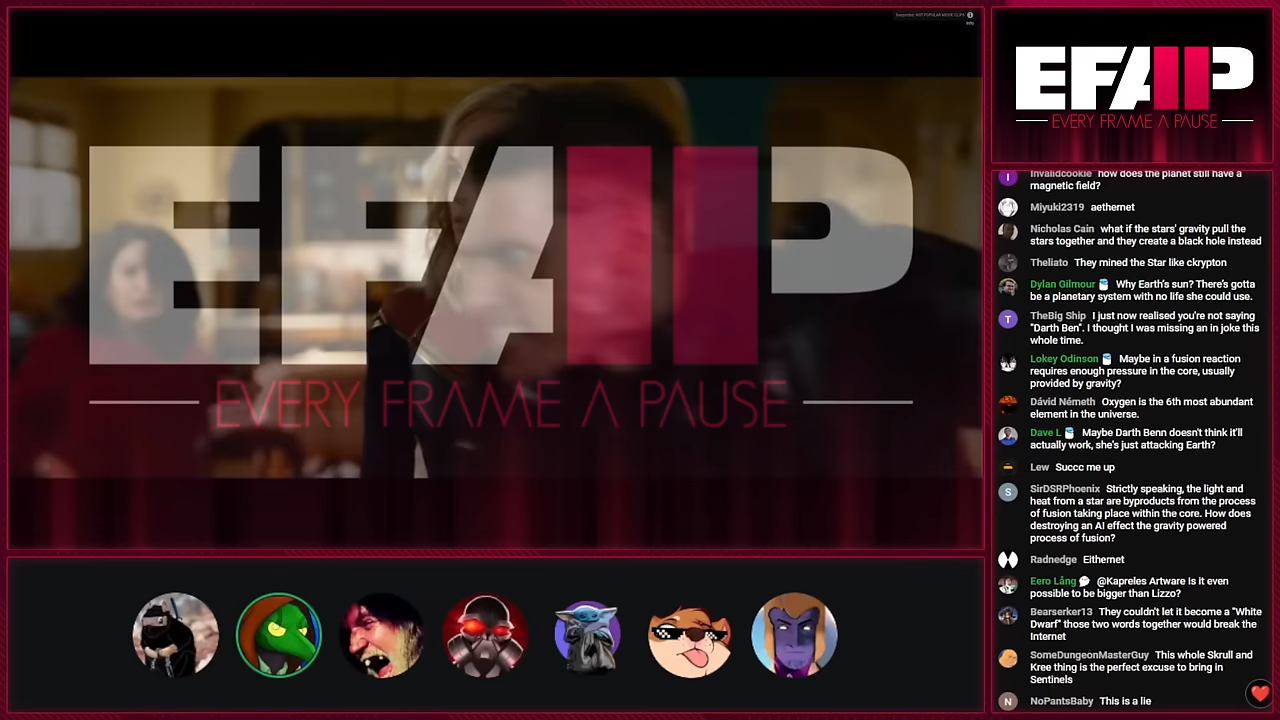 Info
EFAP
EVERY FRAME A PAUSE
EFAP
EVERY FRAME A PAUSE
Invalidcookie how does the planet still have a
magnetic field?
Miyuki2319 aethernet
Nicholas Cain what if the stars' gravity pull the
stars together and they create a black hole instead
Theliato They mined the Star like ckrypton
Dylan Gilmour Why Earth's sun? There's gotta
be a planetary system with no life she could use.
TheBig Ship I just now realised you're not saying
"Darth Ben". I thought I was missing an in joke this
whole time.
Lokey Odinson Maybe in a fusion reaction
requires enough pressure in the core, usually
provided by gravity?
Dávid Németh Oxygen is the 6th most abundant
element in the universe.
Dave L Maybe Darth Benn doesn't think it'll
actually work, she's just attacking Earth?
Lew Succc me up
SirDSRPhoenix Strictly speaking, the light and
heat from a star are byproducts from the process
of fusion taking place within the core. How does
destroying an AI effect the gravity powered
process of fusion?
Radnedge Eithernet
Eero Lång @Kapreles Artware Is it even
possible to be bigger than Lizzo?
Bearserker13 They couldn't let it become a "White
Dwarf" those two words together would break the
Internet
SomeDungeonMasterGuy This whole Skrull and
Kree thing is the perfect excuse to bring in
Sentinels
NoPantsBaby This is a lie